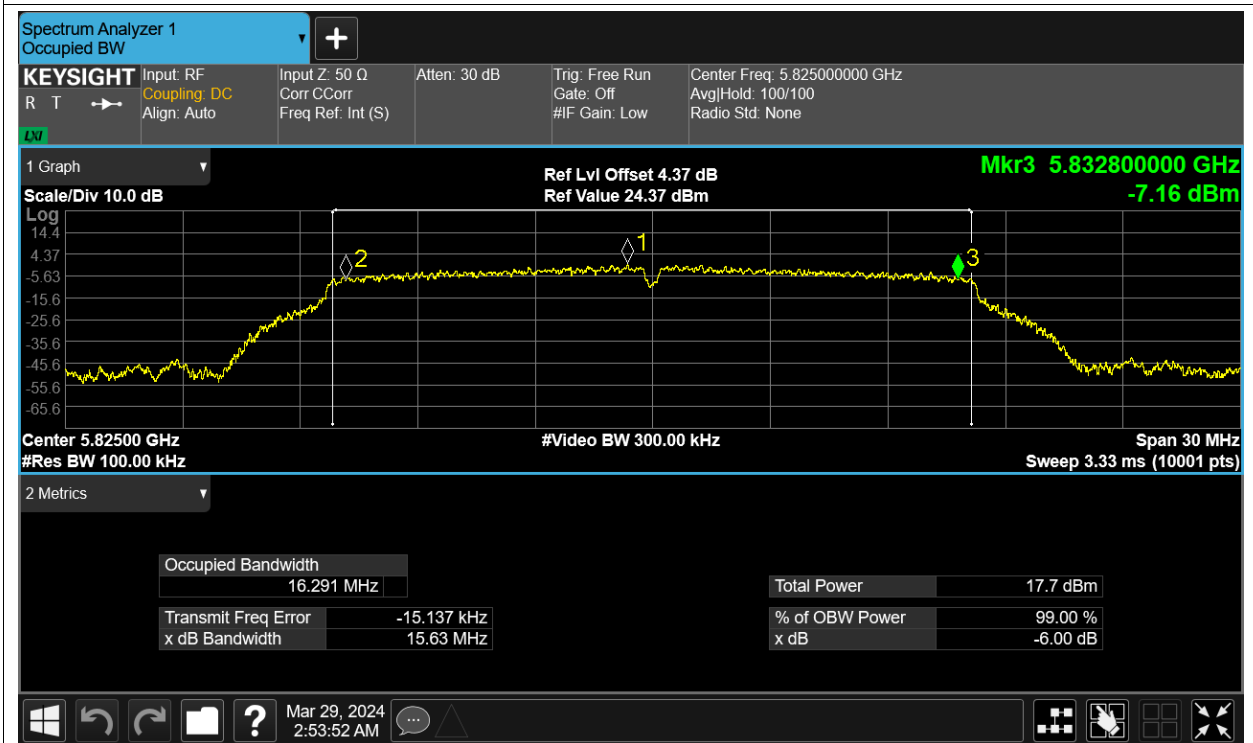 Spectrum Analyzer 1
Occupied BW
KEYSIGHT
R T
LXI
Input: RF
Coupling: DC
Align: Auto
Input Z: 50 Ω
Corr CCorr
Freq Ref: Int (S)
Atten: 30 dB
Trig: Free Run
Gate: Off
#IF Gain: Low
Center Freq: 5.825000000 GHz
Avg|Hold: 100/100
Radio Std: None
1 Graph
Scale/Div 10.0 dB
Ref Lvl Offset 4.37 dB
Ref Value 24.37 dBm
Mkr3 5.832800000 GHz
-7.16 dBm
Log
14.4
4.37
-5.63
-15.6
-25.6
-35.6
-45.6
-55.6
-65.6
2
1
3
Center 5.82500 GHz
#Res BW 100.00 kHz
#Video BW 300.00 kHz
Span 30 MHz
Sweep 3.33 ms (10001 pts)
2 Metrics
Occupied Bandwidth
16.291 MHz
Transmit Freq Error -15.137 kHz
x dB Bandwidth 15.63 MHz
Total Power 17.7 dBm
% of OBW Power 99.00 %
x dB -6.00 dB
?
Mar 29, 2024
2:53:52 AM